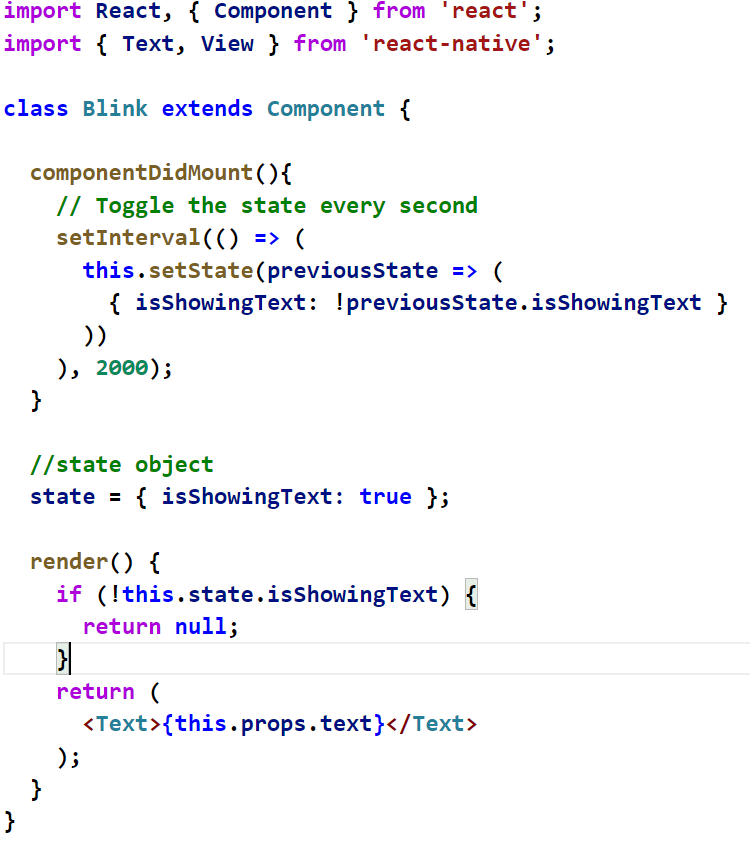 import React, { Component } from 'react';
import { Text, View } from 'react-native';
class Blink extends Component {
componentDidMount(){
// Toggle the state every second
setInterval(() => (
this.setState(previousState => (
{ isShowingText: !previousState.isShowingText }
))
), 2000);
}
//state object
state = { isShowingText: true };
render() {
if (!this.state.isShowingText) {
return null;
}
return (
<Text>{this.props.text}</Text>
);
}
}